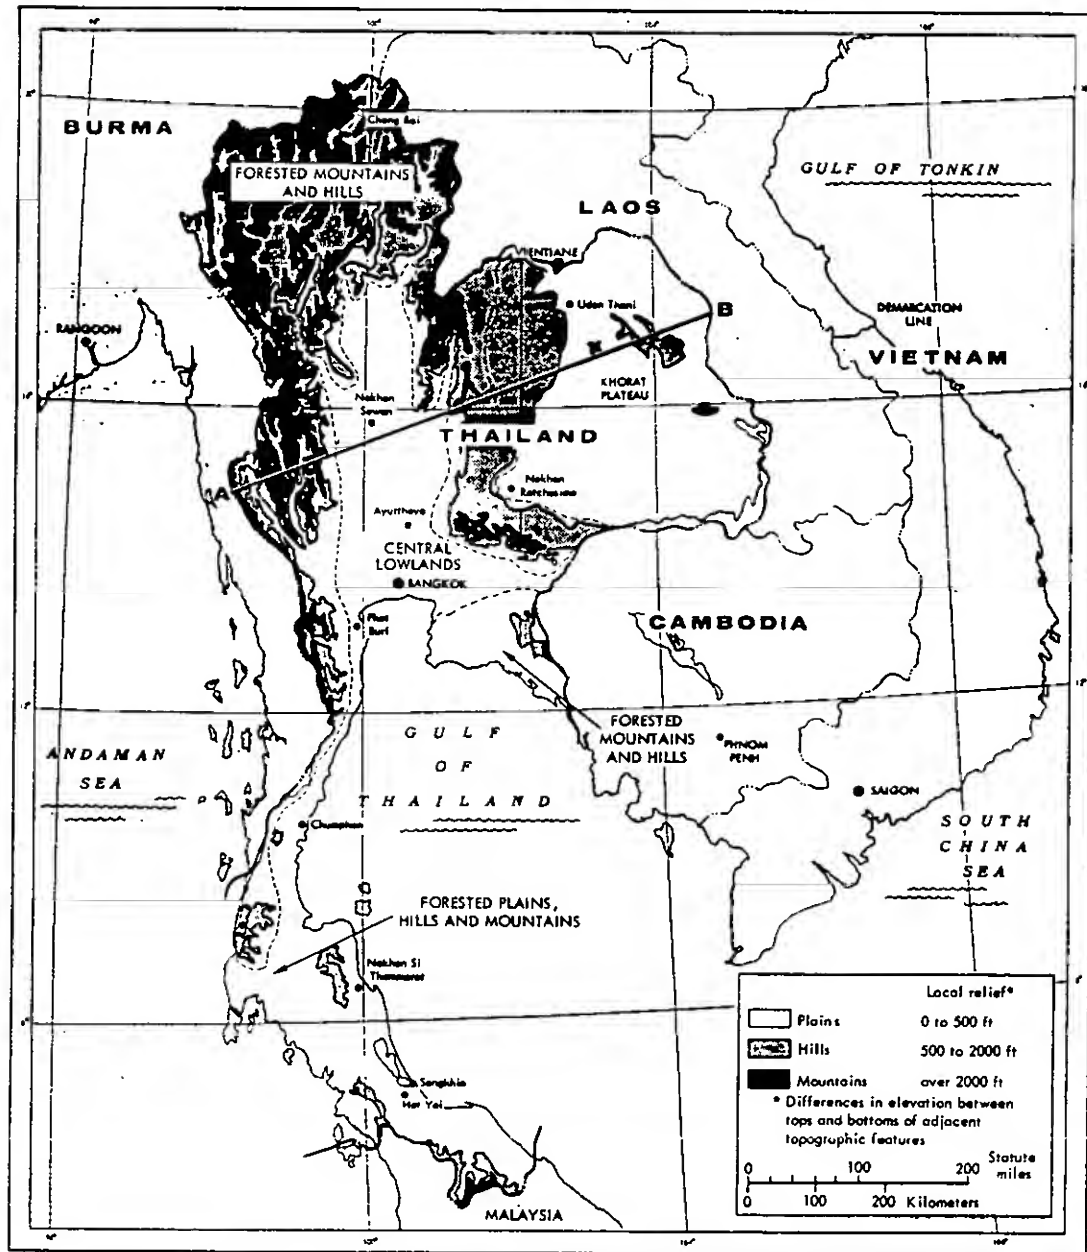 BURMA
Chang Rai
FORESTED MOUNTAINS
AND HILLS
GULF OF TONKIN
LAOS
VIENTIANE
Udon Thani
B
DEMARCATION
LINE
RANGOON
VIETNAM
KHORAT
PLATEAU
Nakhon
Sawan
THAILAND
A
Nakhon
Ratchasima
Ayutthaya
CENTRAL
LOWLANDS
BANGKOK
Phet
Buri
CAMBODIA
FORESTED
MOUNTAINS
AND HILLS
PHNOM
PENH
GULF
OF
THAILAND
ANDAMAN
SEA
SAIGON
Chumphon
SOUTH
CHINA
SEA
FORESTED PLAINS,
HILLS AND MOUNTAINS
Nakhon Si
Thammarat
Songkhla
Hat Yai
MALAYSIA
Local relief*
Plains 0 to 500 ft
Hills 500 to 2000 ft
Mountains over 2000 ft
* Differences in elevation between
tops and bottoms of adjacent
topographic features
0 100 200 Statute
miles
0 100 200 Kilometers